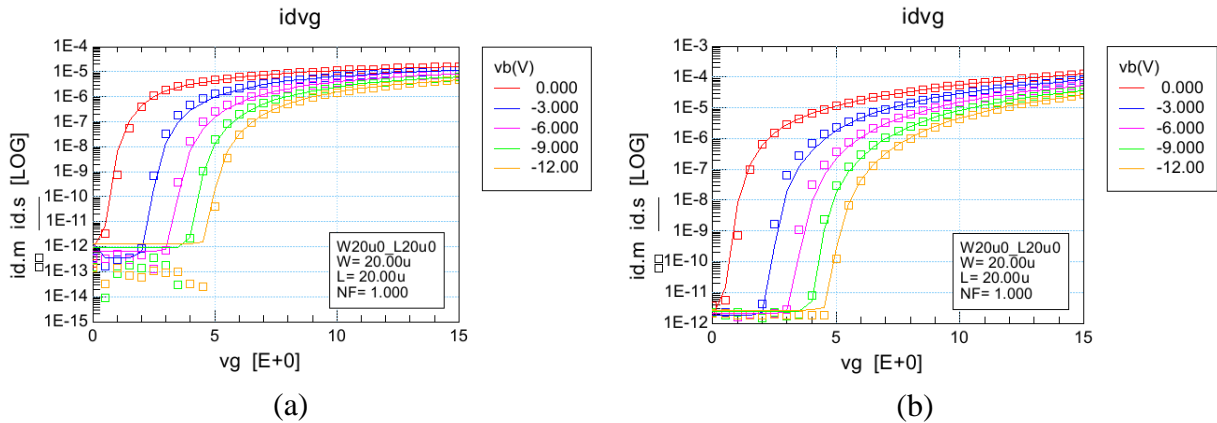 idvg
1E-4
1E-5
1E-6
1E-7
1E-8
1E-9
1E-10
1E-11
1E-12
1E-13
1E-14
1E-15
id.m id.s [LOG]
0
5
10
15
vg [E+0]
W20u0_L20u0
W= 20.00u
L= 20.00u
NF= 1.000
vb(V)
0.000
-3.000
-6.000
-9.000
-12.00
(a)
idvg
1E-3
1E-4
1E-5
1E-6
1E-7
1E-8
1E-9
1E-10
1E-11
1E-12
id.m id.s [LOG]
0
5
10
15
vg [E+0]
W20u0_L20u0
W= 20.00u
L= 20.00u
NF= 1.000
vb(V)
0.000
-3.000
-6.000
-9.000
-12.00
(b)